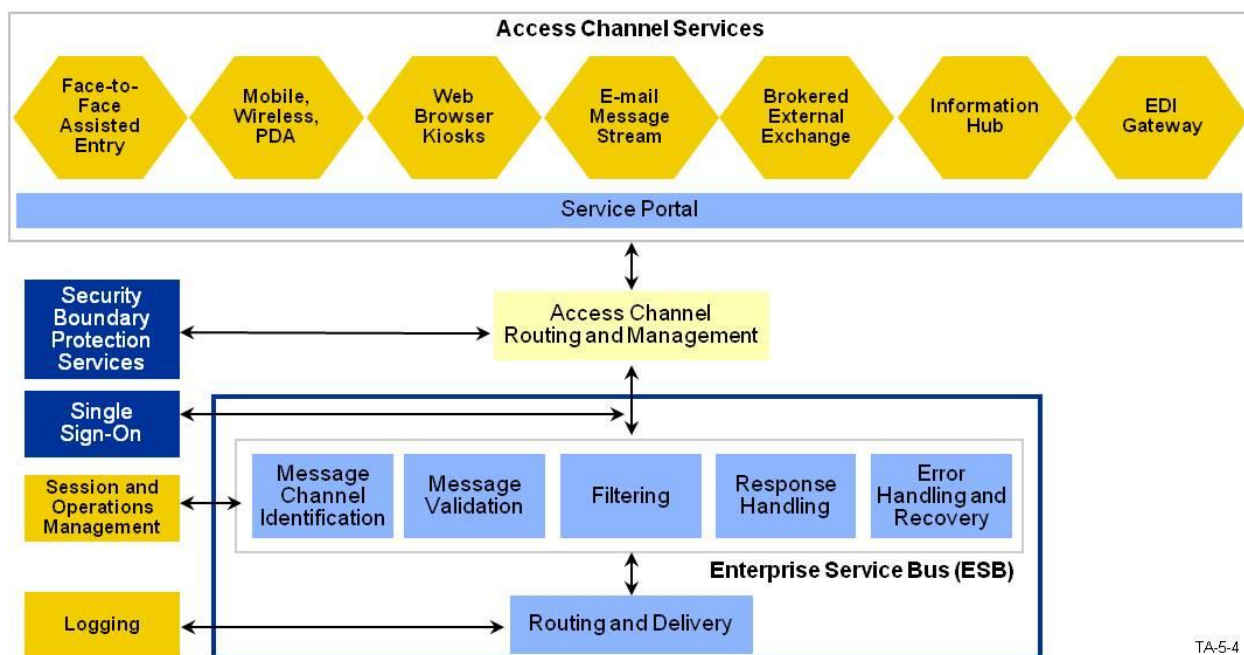 Access Channel Services
Face-to-
Face
Assisted
Entry
Mobile,
Wireless,
PDA
Web
Browser
Kiosks
E-mail
Message
Stream
Brokered
External
Exchange
Information
Hub
EDI
Gateway
Service Portal
Security
Boundary
Protection
Services
Access Channel
Routing and Management
Single
Sign-On
Session and
Operations
Management
Message
Channel
Identification
Message
Validation
Filtering
Response
Handling
Error
Handling and
Recovery
Enterprise Service Bus (ESB)
Logging
Routing and Delivery
TA-5-4